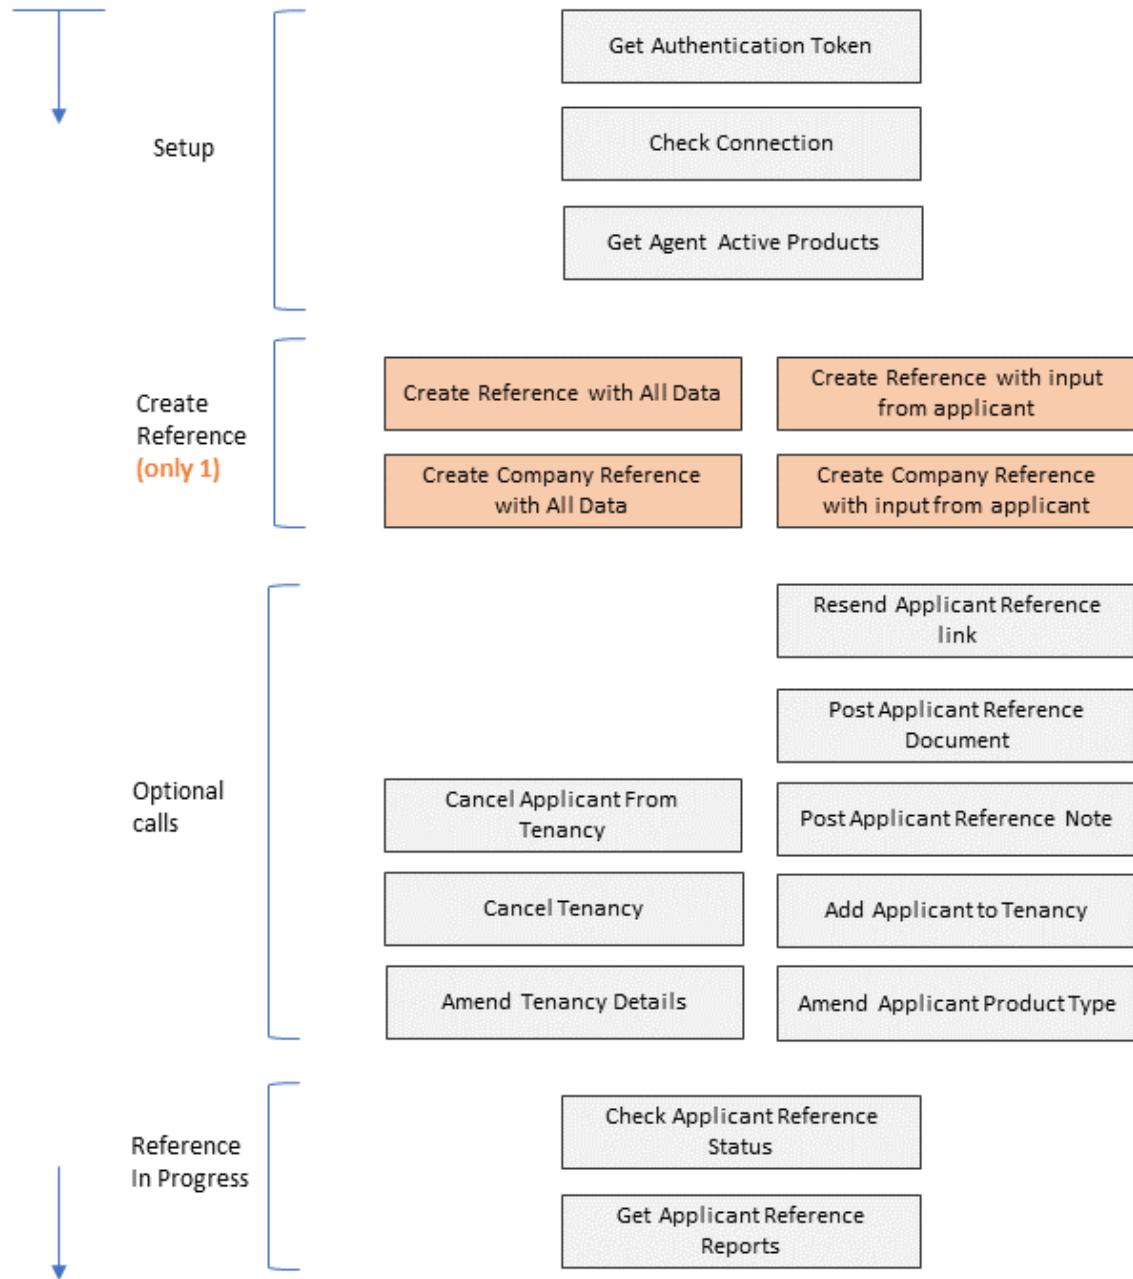 Setup
Get Authentication Token
Check Connection
Get Agent Active Products
Create
Reference
(only 1)
Create Reference with All Data
Create Reference with input
from applicant
Create Company Reference
with All Data
Create Company Reference
with input from applicant
Optional
calls
Resend Applicant Reference
link
Post Applicant Reference
Document
Cancel Applicant From
Tenancy
Post Applicant Reference Note
Cancel Tenancy
Add Applicant to Tenancy
Amend Tenancy Details
Amend Applicant Product Type
Reference
In Progress
Check Applicant Reference
Status
Get Applicant Reference
Reports